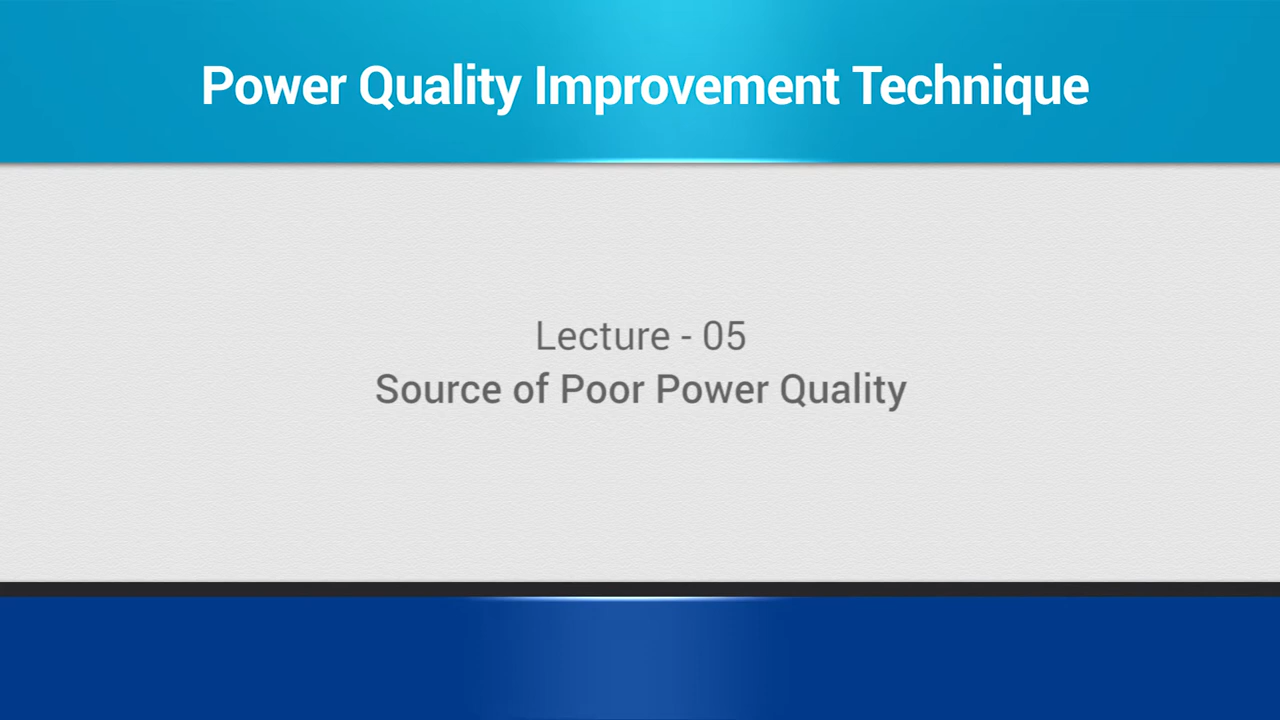 Power Quality Improvement Technique
Lecture - 05
Source of Poor Power Quality